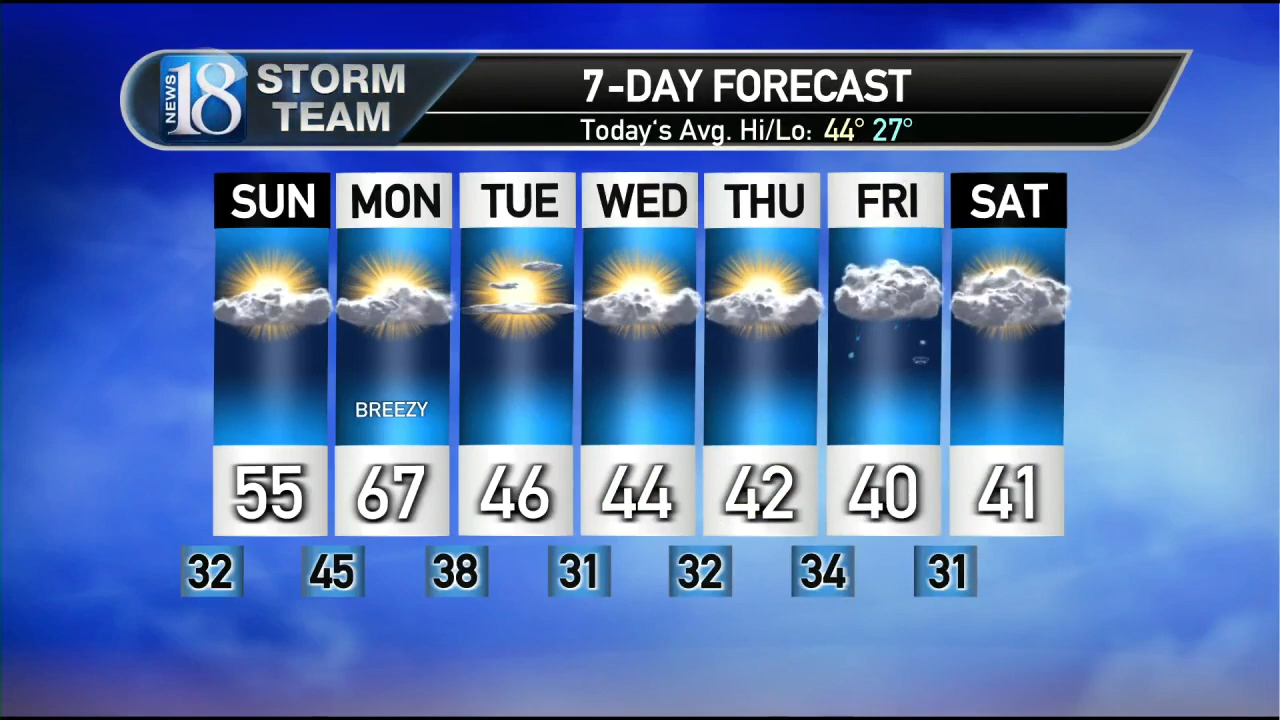 NEWS 18 STORM TEAM
7-DAY FORECAST
Today's Avg. Hi/Lo: 44° 27°
SUN MON TUE WED THU FRI SAT
BREEZY
55 67 46 44 42 40 41
32 45 38 31 32 34 31